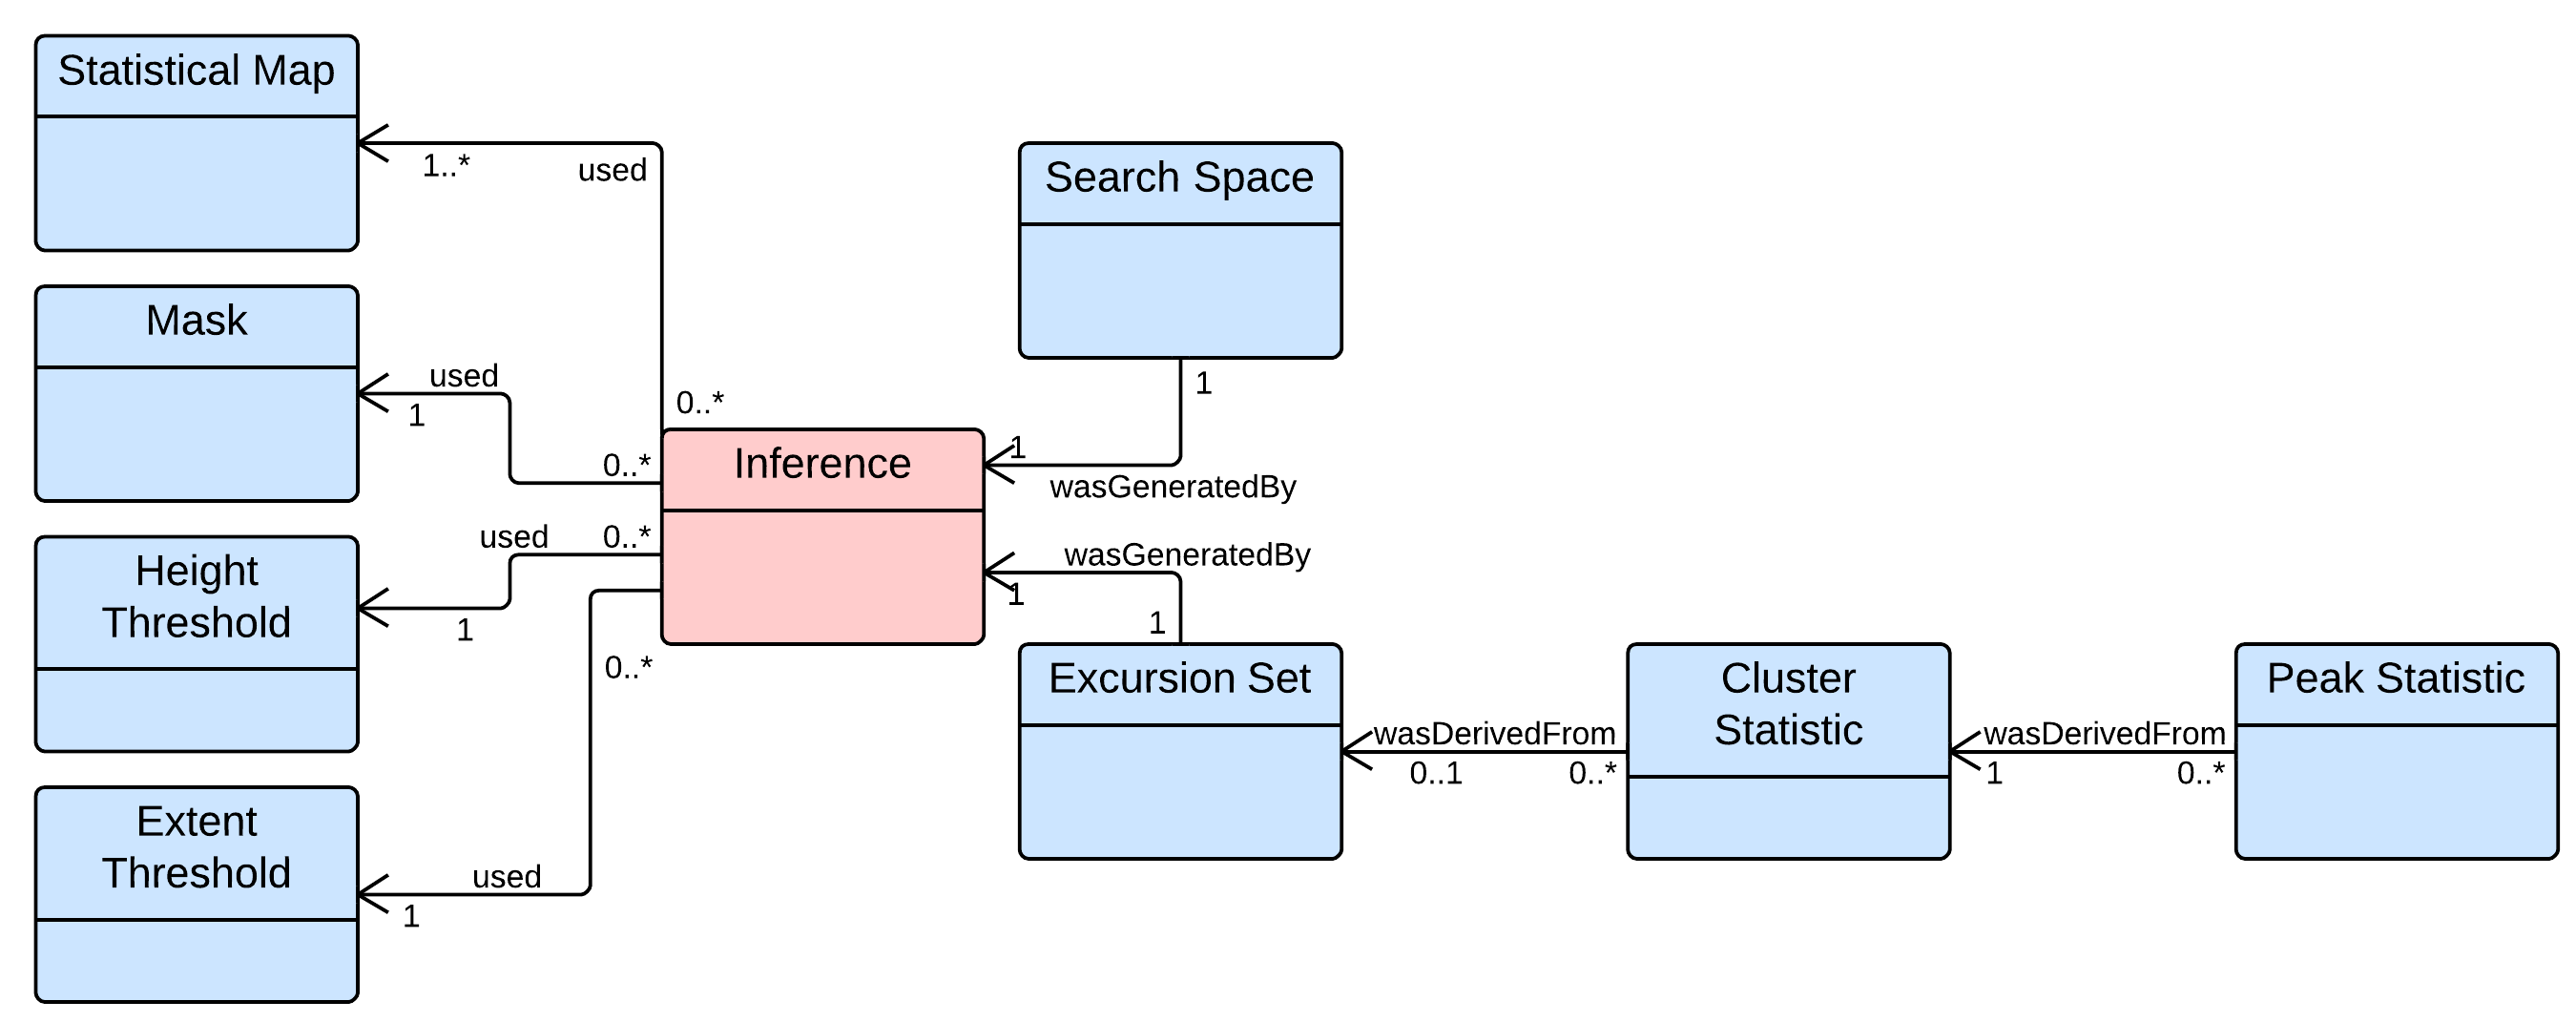 Statistical Map
1..*
used
Search Space
Mask
used
1
1
0..*
0..*
Inference
1
wasGeneratedBy
Height
Threshold
used
0..*
1
wasGeneratedBy
1
1
0..*
Excursion Set
Cluster
Statistic
Peak Statistic
wasDerivedFrom
0..1
0..*
wasDerivedFrom
1
0..*
Extent
Threshold
used
1